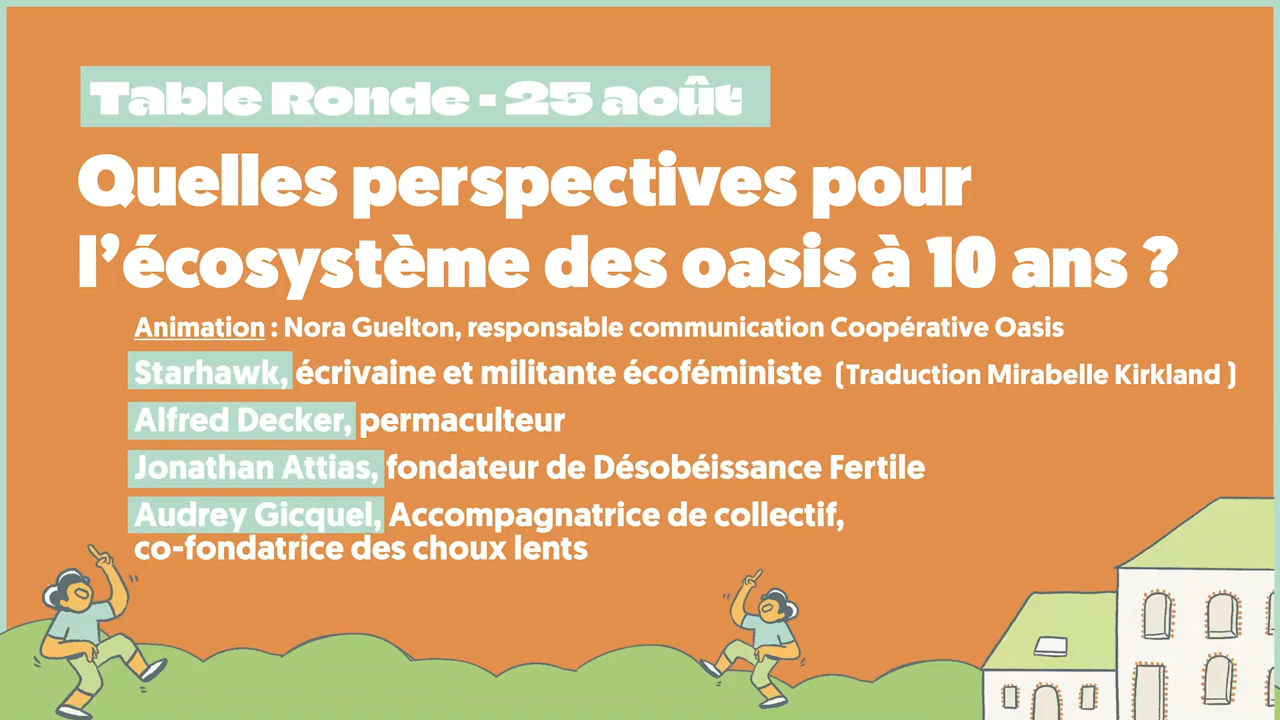 Table Ronde - 25 août
Quelles perspectives pour
l'écosystème des oasis à 10 ans ?
Animation : Nora Guelton, responsable communication Coopérative Oasis
Starhawk, écrivaine et militante écoféministe (Traduction Mirabelle Kirkland )
Alfred Decker, permaculteur
Jonathan Attias, fondateur de Désobéissance Fertile
Audrey Gicquel, Accompagnatrice de collectif,
co-fondatrice des choux lents